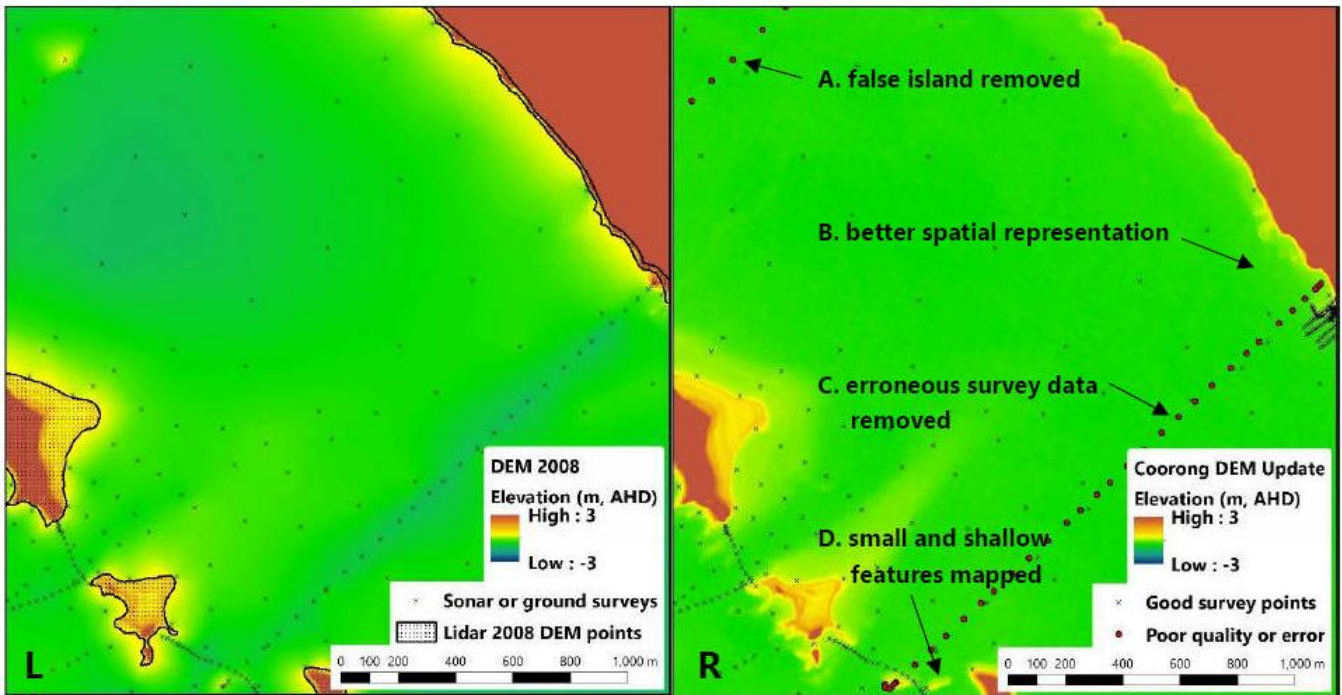 DEM 2008
Elevation (m, AHD)
High : 3
Low : -3
Sonar or ground surveys
Lidar 2008 DEM points
0 100 200 400 600 800 1,000 m
L
A. false island removed
B. better spatial representation
C. erroneous survey data
removed
D. small and shallow
features mapped
Coorong DEM Update
Elevation (m, AHD)
High : 3
Low : -3
Good survey points
Poor quality or error
0 100 200 400 600 800 1,000 m
R